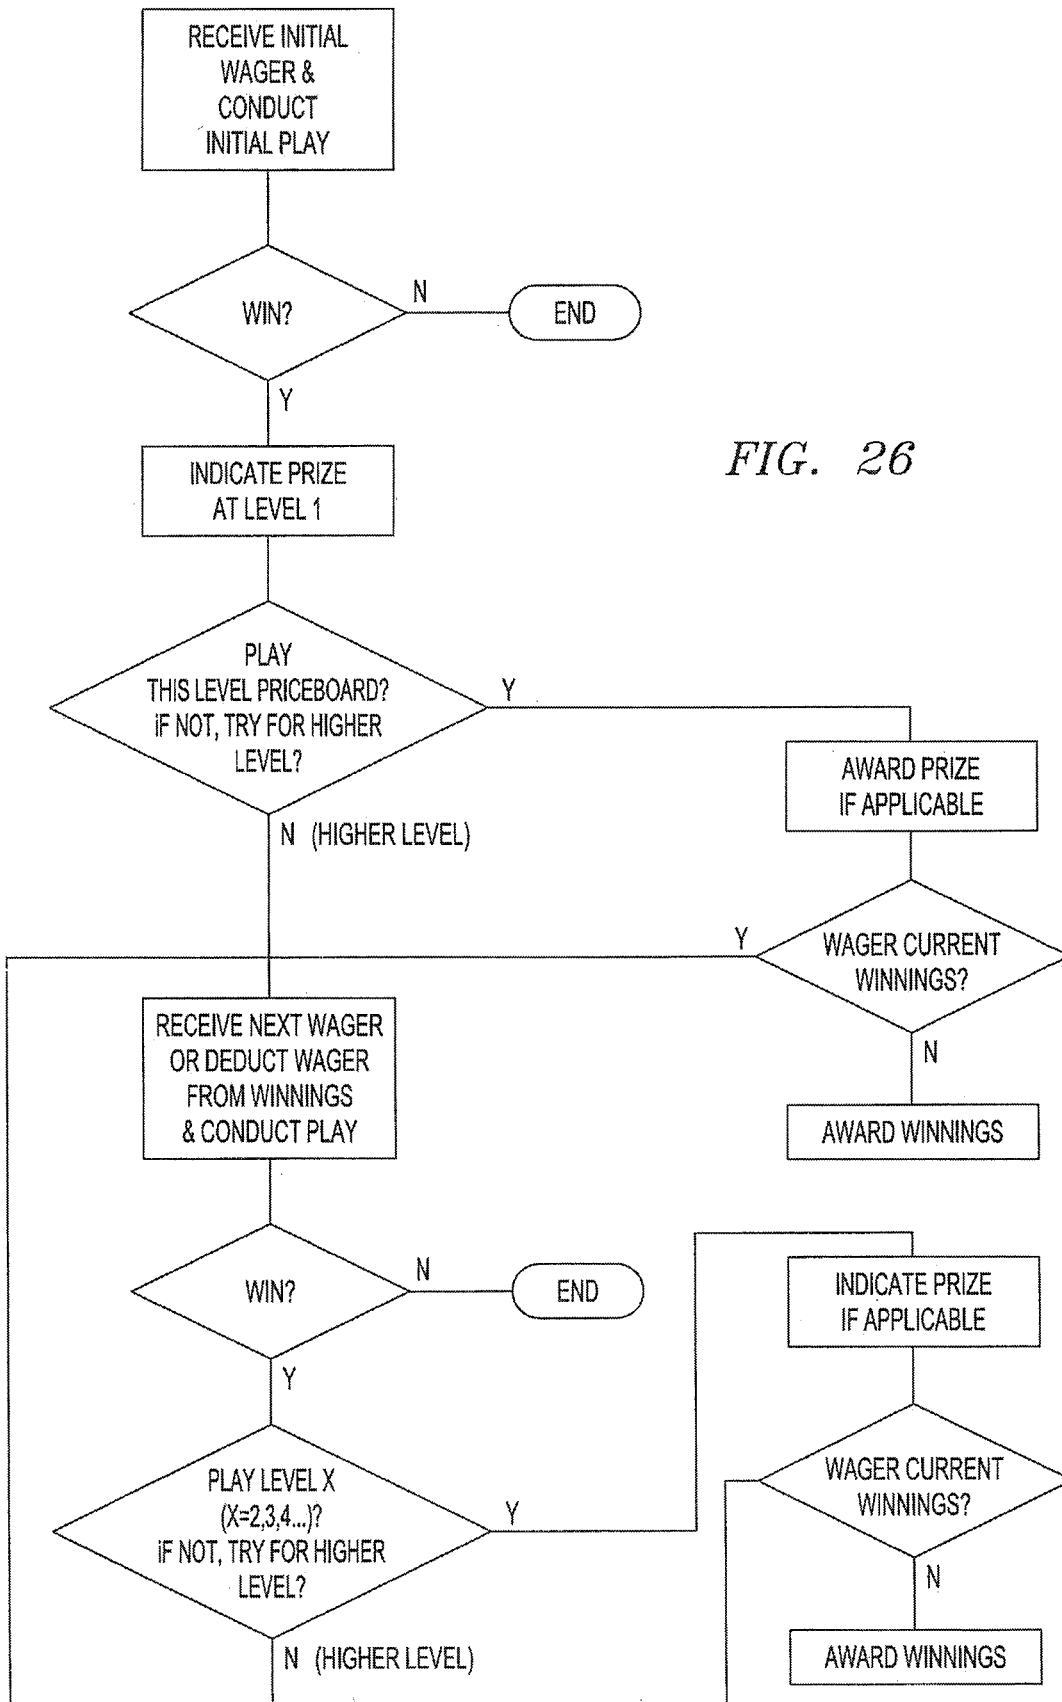 RECEIVE INITIAL
WAGER &
CONDUCT
INITIAL PLAY
WIN?
N
END
Y
INDICATE PRIZE
AT LEVEL 1
FIG. 26
PLAY
THIS LEVEL PRICEBOARD?
iF NOT, TRY FOR HIGHER
LEVEL?
Y
N (HIGHER LEVEL)
AWARD PRIZE
IF APPLICABLE
Y
WAGER CURRENT
WINNINGS?
N
AWARD WINNINGS
RECEIVE NEXT WAGER
OR DEDUCT WAGER
FROM WINNINGS
& CONDUCT PLAY
WIN?
N
END
Y
PLAY LEVEL X
(X=2,3,4...)?
iF NOT, TRY FOR HIGHER
LEVEL?
Y
N (HIGHER LEVEL)
INDICATE PRIZE
IF APPLICABLE
WAGER CURRENT
WINNINGS?
N
AWARD WINNINGS